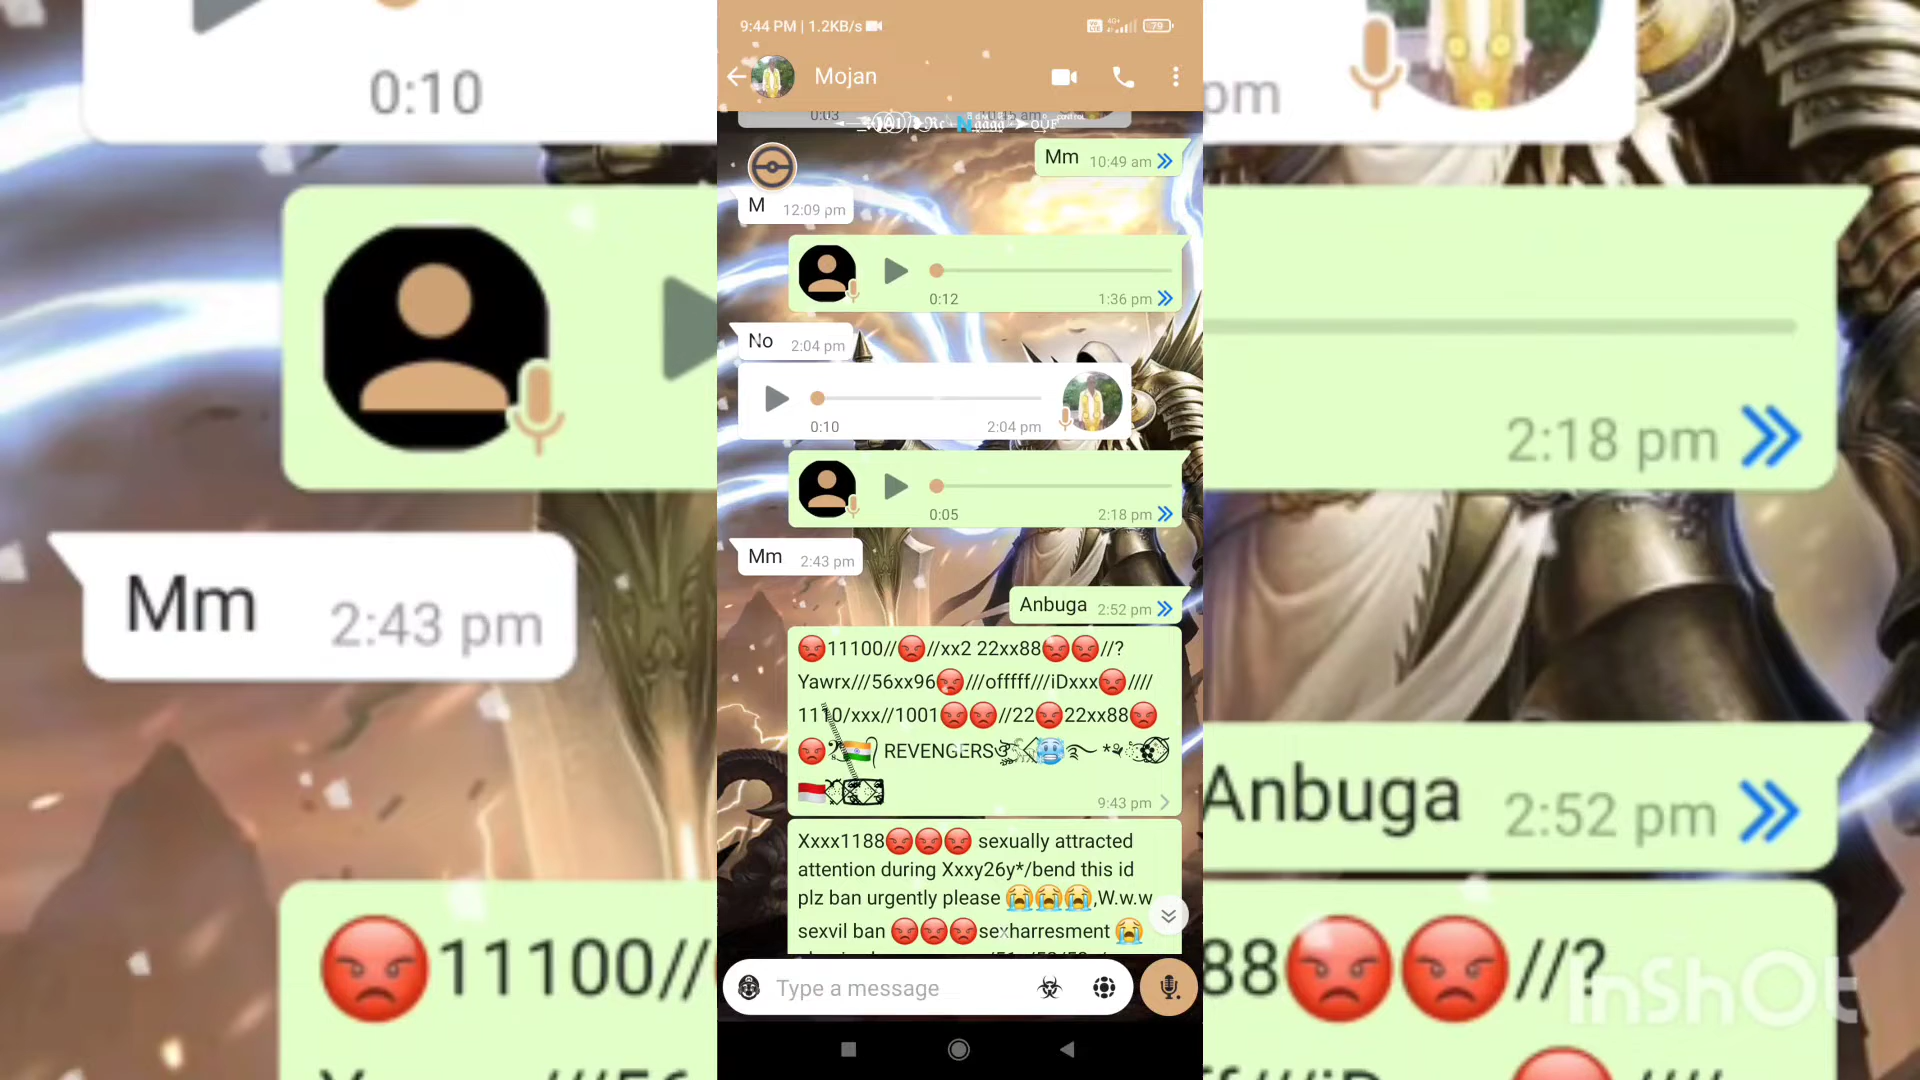 9:44 PM | 1.2KB/s
79
Mojan
0:03
Mm 10:49 am
M 12:09 pm
0:12 1:36 pm
No 2:04 pm
0:10 2:04 pm
0:05 2:18 pm
Mm 2:43 pm
Anbuga 2:52 pm
😡11100//😡//xx2 22xx88😡😡//?
Yawrx///56xx96😡///offfff///iDxxx😡////
1110/xxx//1001😡😡//22😡22xx88😡
😡 🇮🇳 REVENGERS
9:43 pm
Xxxx1188😡😡😡 sexually attracted
attention during Xxxy26y*/bend this id
plz ban urgently please 😭😭😭,W.w.w
sexvil ban 😡😡😡sexharresment 😭
Type a message
0:10
Mm 2:43 pm
😡11100//
pm
2:18 pm
Anbuga 2:52 pm
88😡😡//?
InShOt